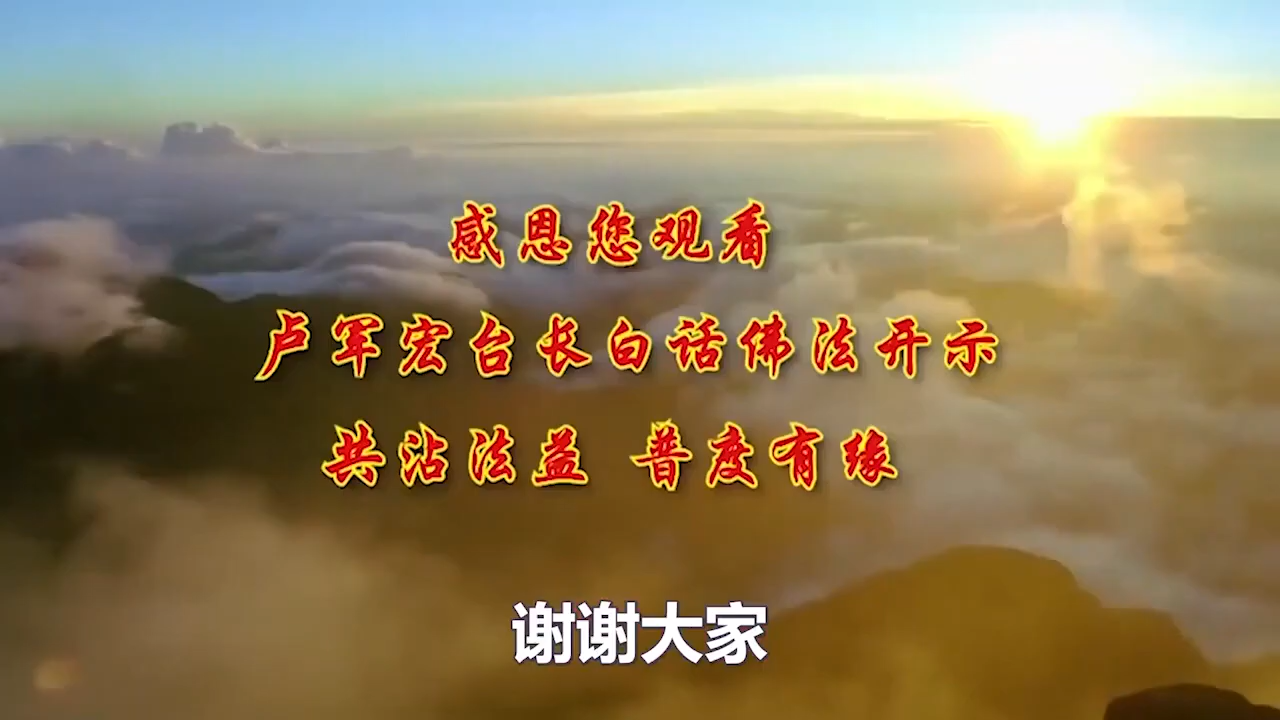 感恩您观看
卢军宏台长白话佛法开示
共沾法益 普度有缘
谢谢大家